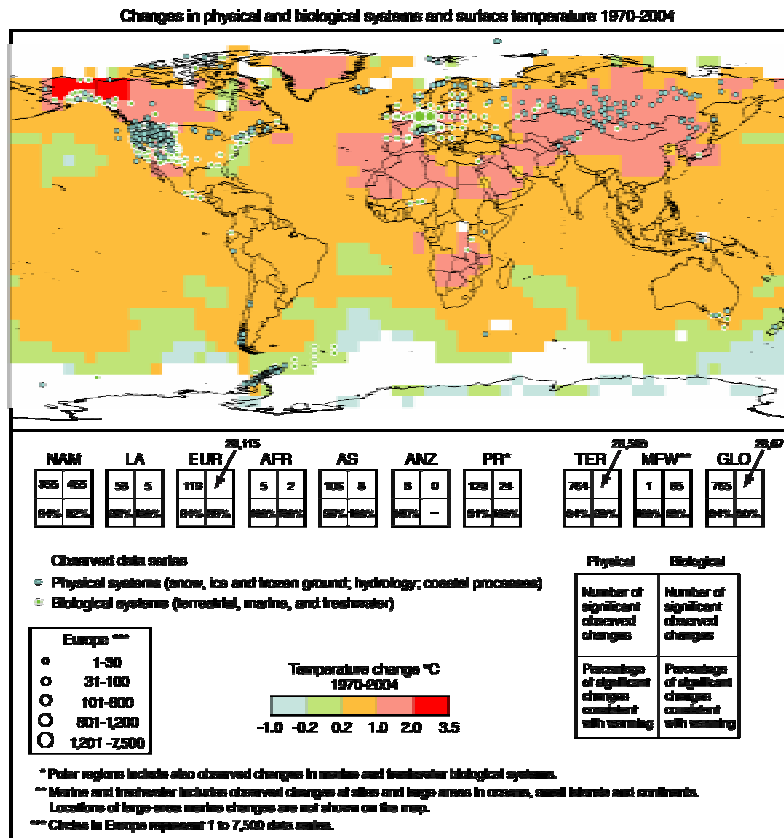 Changes in physical and biological systems and surface temperature 1970-2004
28,115
NAM LA EUR AFR AS ANZ PR* TER MFW** GLO
355 455 53 5 119 5 2 106 8 6 0 120 24 764 1 85 765
94% 92% 94% 100% 100% 100% 100% — 91% 100% 94% 94% 90%
Observed data series
Physical systems (snow, ice and frozen ground; hydrology; coastal processes)
Biological systems (terrestrial, marine, and freshwater)
Europe ***
1-30
31-100
101-800
801-1,200
1,201 -7,500
Temperature change °C
1970-2004
-1.0 -0.2 0.2 1.0 2.0 3.5
Physical Biological
Number of significant observed changes
Number of significant observed changes
Percentage of significant changes consistent with warming
Percentage of significant changes consistent with warming
* Polar regions include also observed changes in marine and freshwater biological systems.
** Marine and freshwater includes observed changes at sites and large areas in oceans, small islands and continents.
Locations of large-area marine changes are not shown on the map.
*** Circles in Europe represent 1 to 7,500 data series.